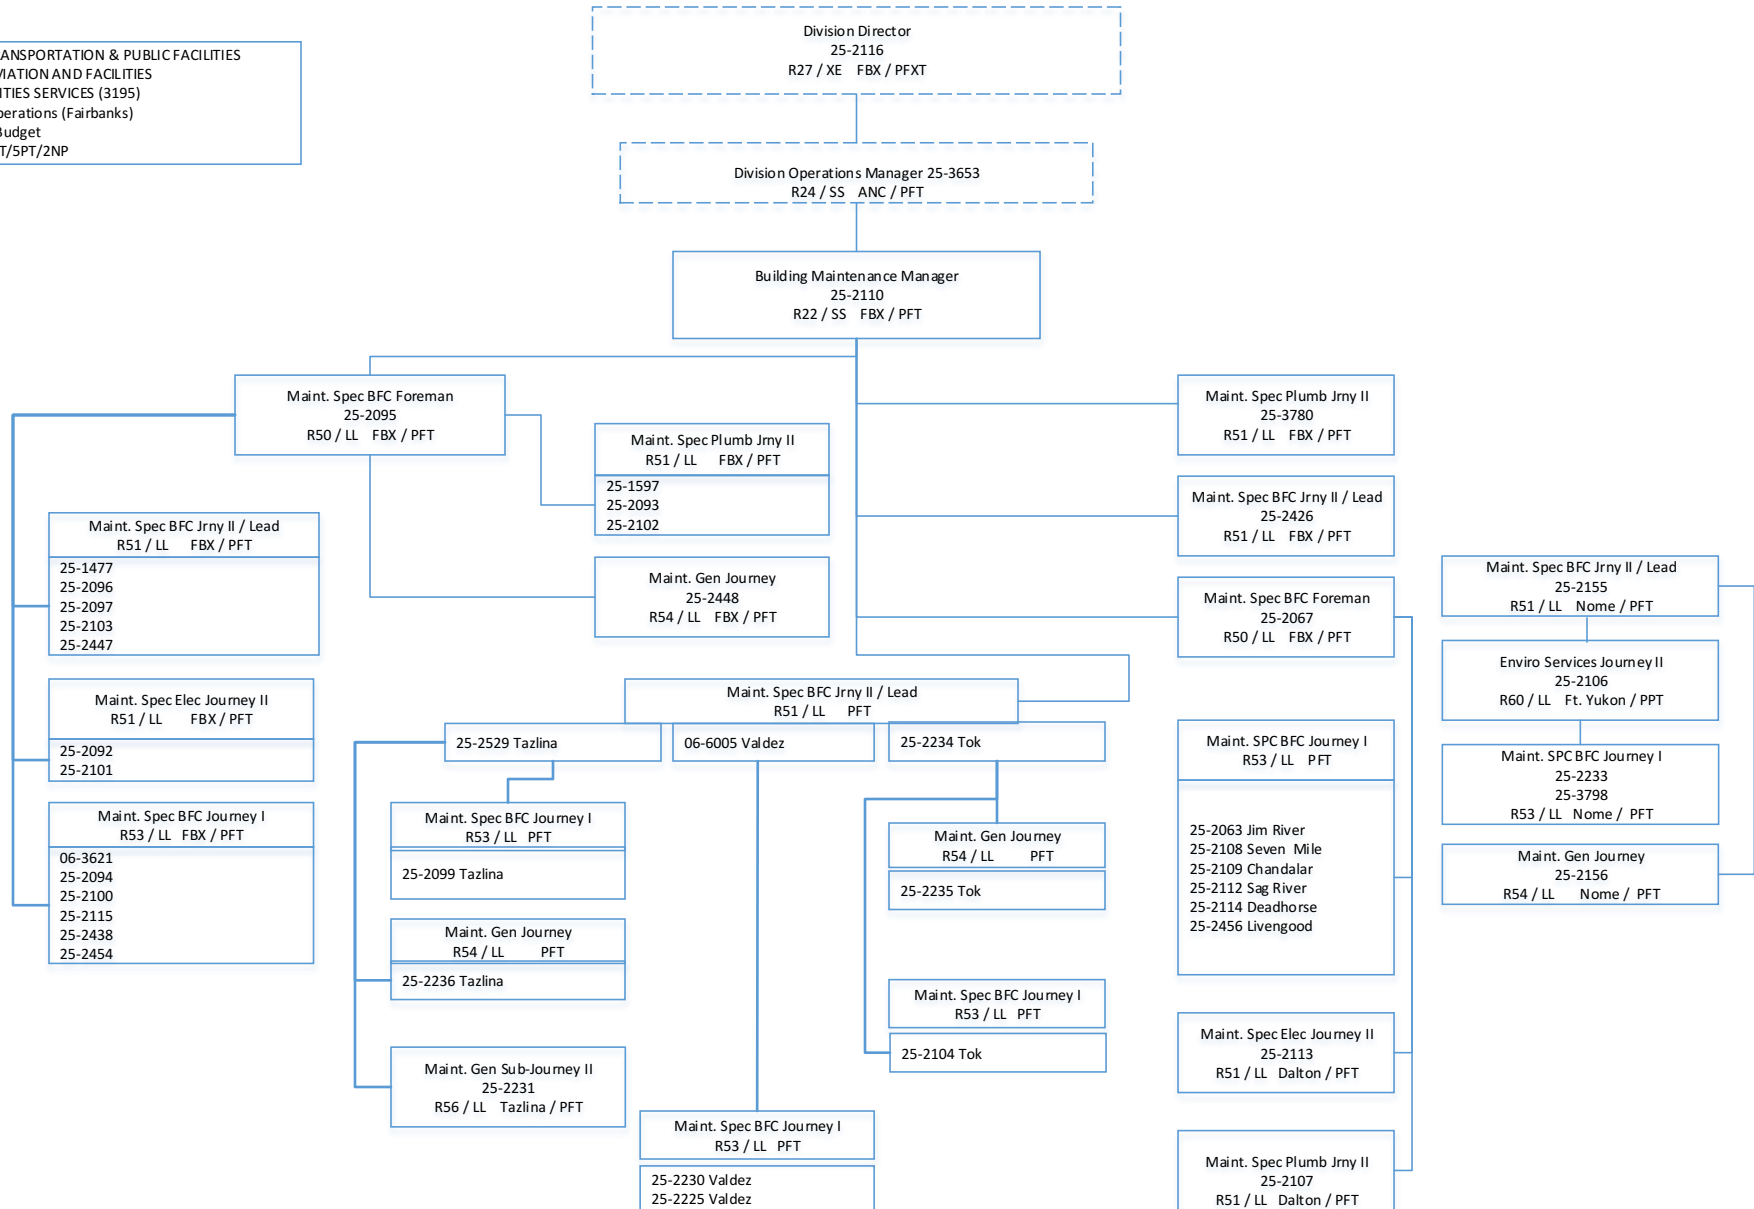 Division Director
25-2116
R27 / XE FBX / PFXT
ANSPORTATION & PUBLIC FACILITIES
VIATION AND FACILITIES
ITIES SERVICES (3195)
perations (Fairbanks)
Budget
T/5PT/2NP
Division Operations Manager 25-3653
R24 / SS ANC / PFT
Building Maintenance Manager
25-2110
R22 / SS FBX / PFT
Maint. Spec BFC Foreman
25-2095
R50 / LL FBX / PFT
Maint. Spec Plumb Jrny II
R51 / LL FBX / PFT
25-1597
25-2093
25-2102
Maint. Gen Journey
25-2448
R54 / LL FBX / PFT
Maint. Spec BFC Jrny II / Lead
R51 / LL FBX / PFT
25-1477
25-2096
25-2097
25-2103
25-2447
Maint. Spec Elec Journey II
R51 / LL FBX / PFT
25-2092
25-2101
Maint. Spec BFC Journey I
R53 / LL FBX / PFT
06-3621
25-2094
25-2100
25-2115
25-2438
25-2454
Maint. Spec BFC Jrny II / Lead
R51 / LL PFT
25-2529 Tazlina
06-6005 Valdez
25-2234 Tok
Maint. Spec BFC Journey I
R53 / LL PFT
25-2099 Tazlina
Maint. Gen Journey
R54 / LL PFT
25-2236 Tazlina
Maint. Gen Sub-Journey II
25-2231
R56 / LL Tazlina / PFT
Maint. Spec BFC Journey I
R53 / LL PFT
25-2230 Valdez
25-2225 Valdez
Maint. Gen Journey
R54 / LL PFT
25-2235 Tok
Maint. Spec BFC Journey I
R53 / LL PFT
25-2104 Tok
Maint. Spec Plumb Jrny II
25-3780
R51 / LL FBX / PFT
Maint. Spec BFC Jrny II / Lead
25-2426
R51 / LL FBX / PFT
Maint. Spec BFC Foreman
25-2067
R50 / LL FBX / PFT
Maint. SPC BFC Journey I
R53 / LL PFT
25-2063 Jim River
25-2108 Seven Mile
25-2109 Chandalar
25-2112 Sag River
25-2114 Deadhorse
25-2456 Livengood
Maint. Spec Elec Journey II
25-2113
R51 / LL Dalton / PFT
Maint. Spec Plumb Jrny II
25-2107
R51 / LL Dalton / PFT
Maint. Spec BFC Jrny II / Lead
25-2155
R51 / LL Nome / PFT
Enviro Services Journey II
25-2106
R60 / LL Ft. Yukon / PPT
Maint. SPC BFC Journey I
25-2233
25-3798
R53 / LL Nome / PFT
Maint. Gen Journey
25-2156
R54 / LL Nome / PFT